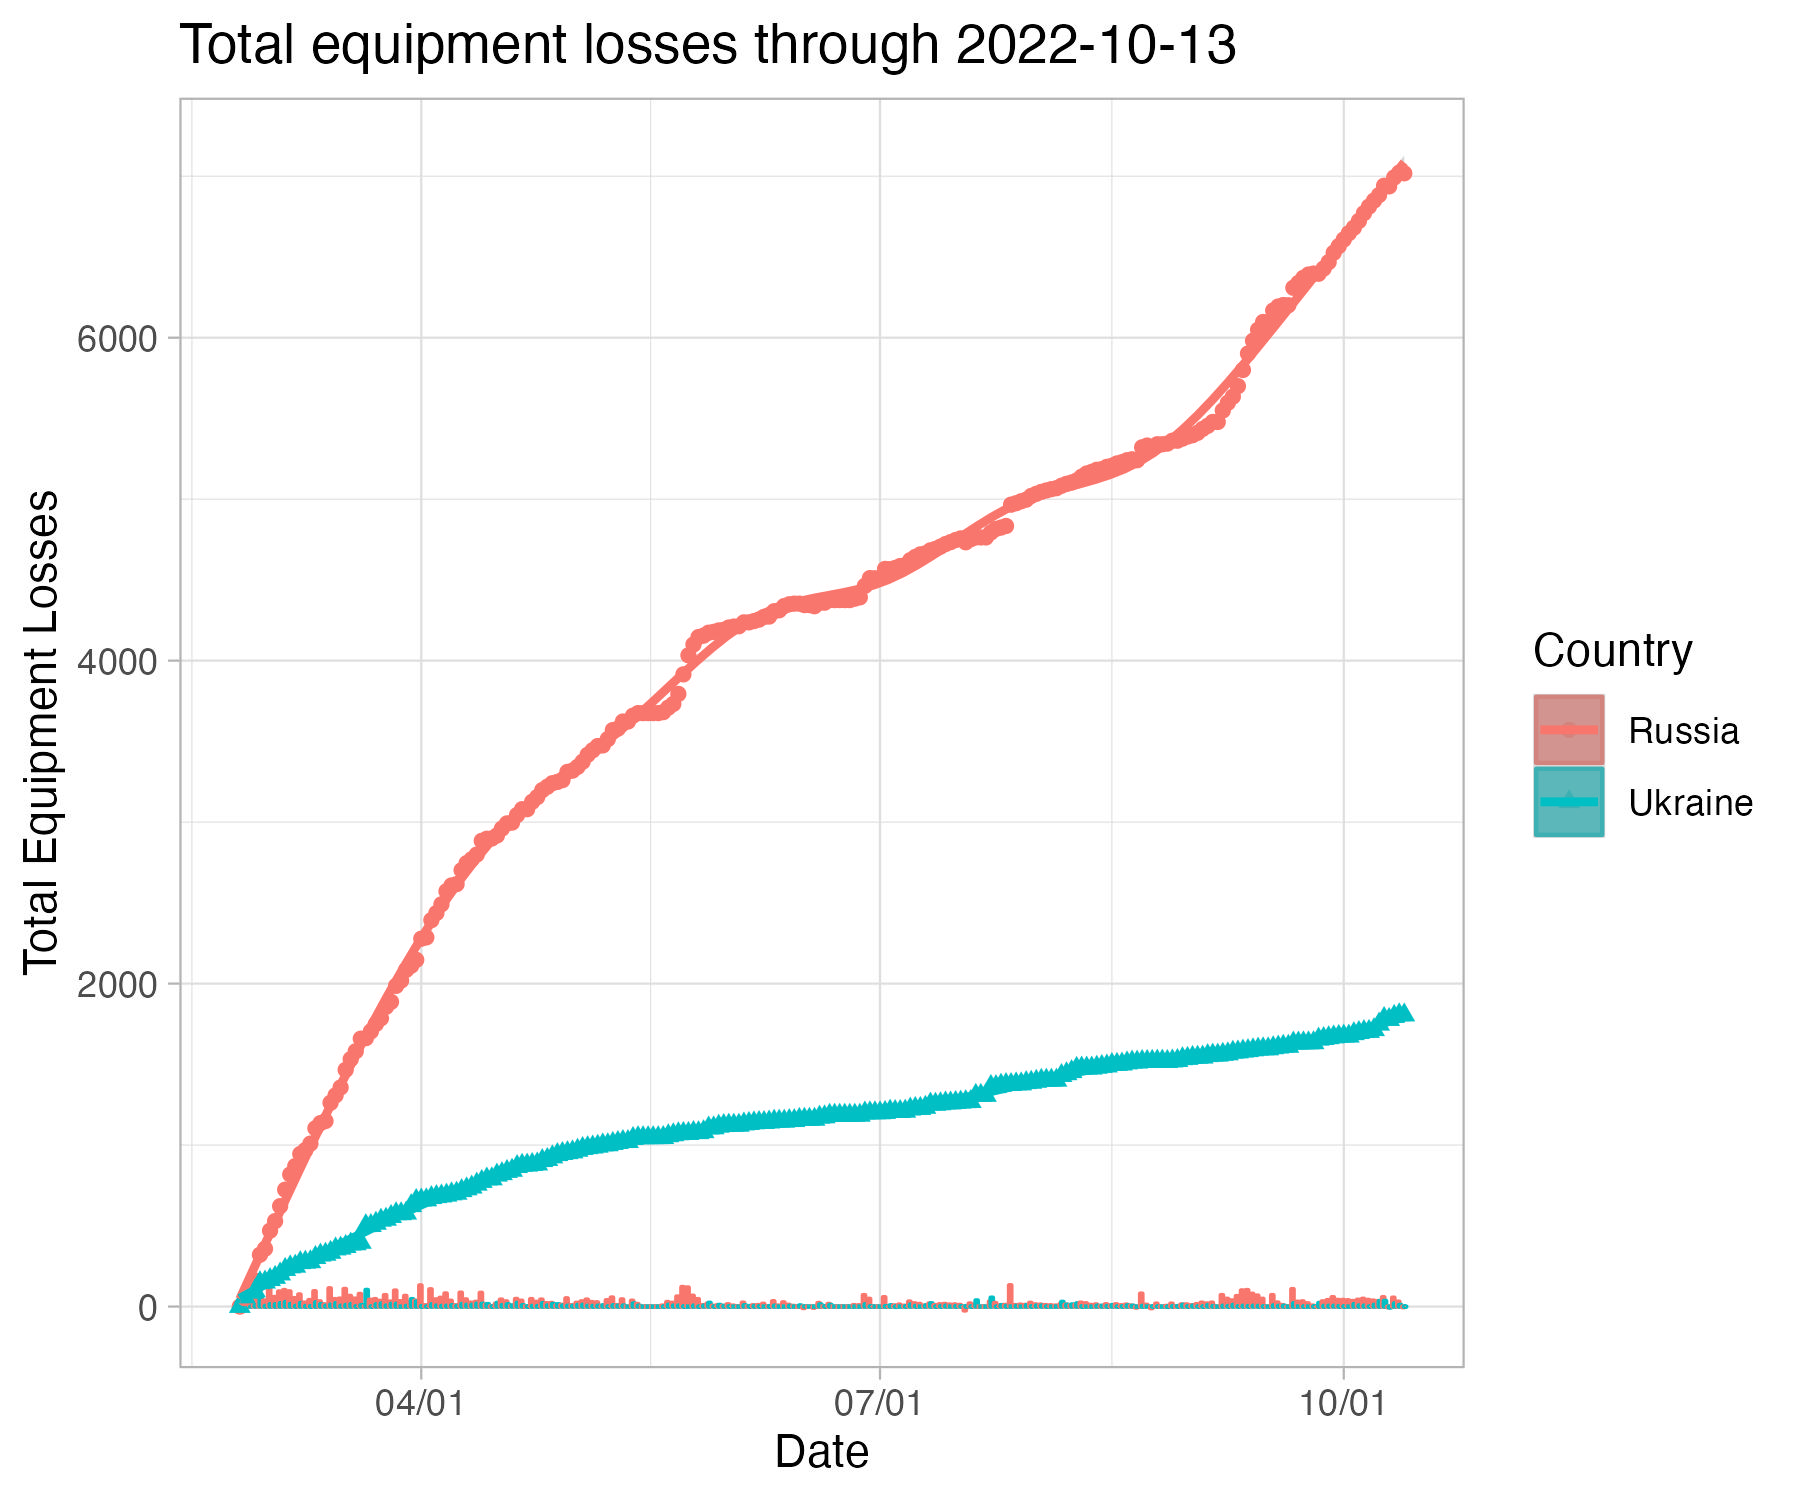 Total equipment losses through 2022-10-13
Total Equipment Losses
6000
4000
2000
0
04/01
07/01
10/01
Date
Country
Russia
Ukraine